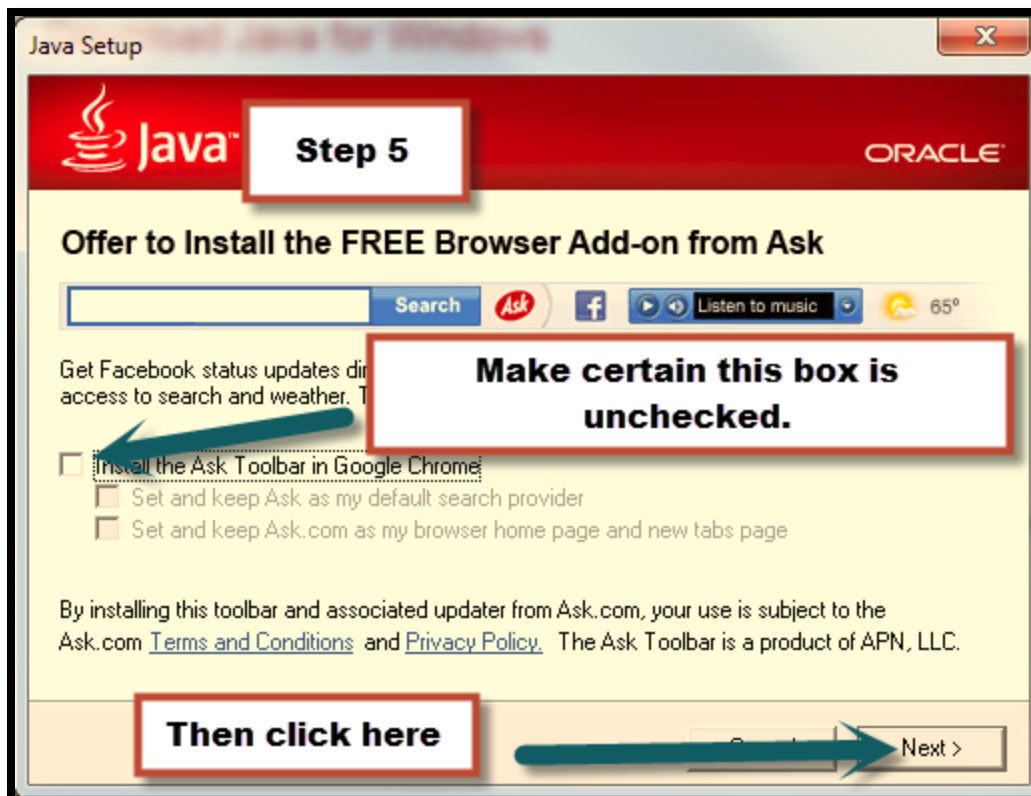 Java Setup
Java™
Step 5
ORACLE
Offer to Install the FREE Browser Add-on from Ask
Search Ask f Listen to music 65°
Get Facebook status updates
access to search and weather.
Make certain this box is
unchecked.
Install the Ask Toolbar in Google Chrome
Set and keep Ask as my default search provider
Set and keep Ask.com as my browser home page and new tabs page
By installing this toolbar and associated updater from Ask.com, your use is subject to the
Ask.com Terms and Conditions and Privacy Policy. The Ask Toolbar is a product of APN, LLC.
Then click here
Next >